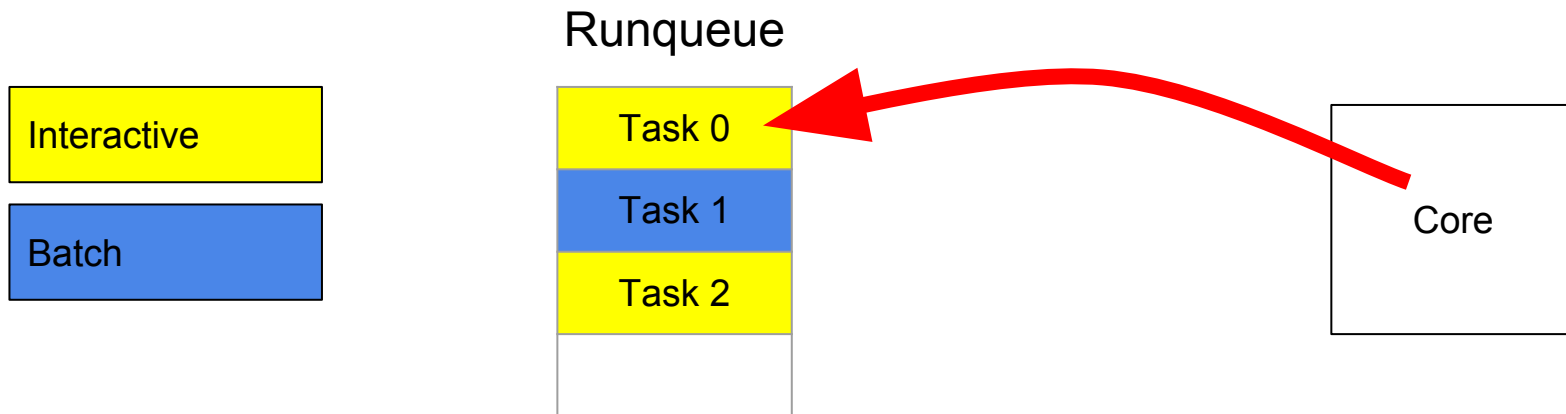 Runqueue
Interactive
Batch
Task 0
Task 1
Task 2
Core